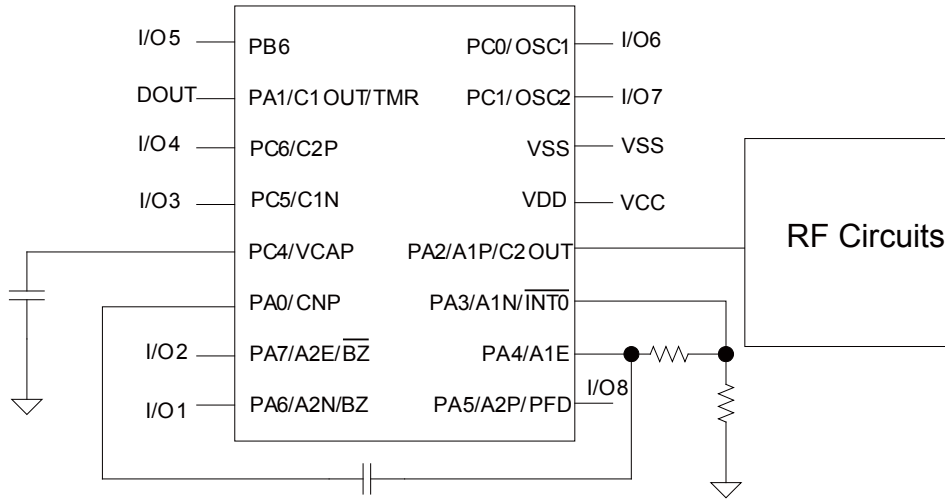 I/O5 PB6 PC0/OSC1 I/O6
DOUT PA1/C1OUT/TMR PC1/OSC2 I/O7
I/O4 PC6/C2P VSS VSS
I/O3 PC5/C1N VDD VCC
PC4/VCAP PA2/A1P/C2OUT RF Circuits
PA0/CNP PA3/A1N/I̅N̅T̅0̅
I/O2 PA7/A2E/B̅Z̅ PA4/A1E
I/O1 PA6/A2N/BZ PA5/A2P/PFD I/O8